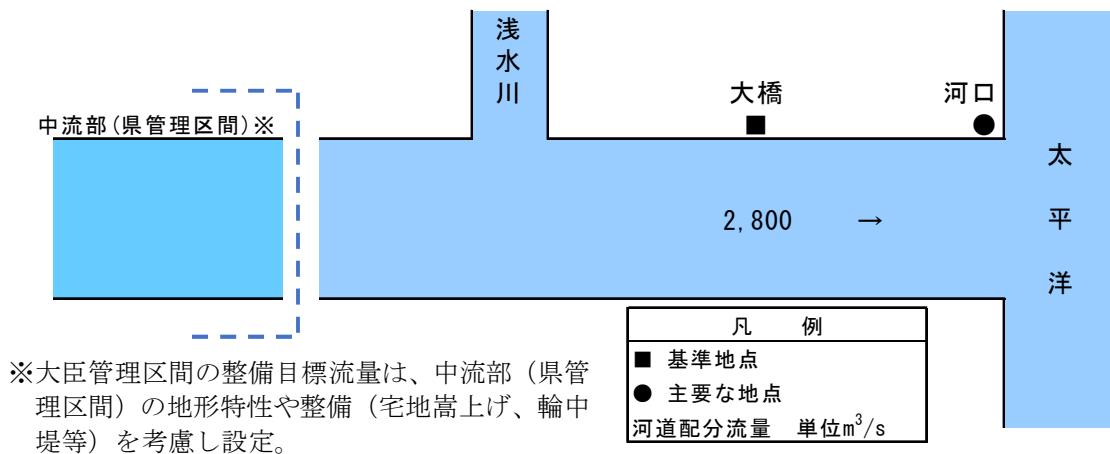 浅水川
大橋
■
河口
●
中流部(県管理区間)※
太平洋
2,800 →
凡 例
■ 基準地点
● 主要な地点
河道配分流量 単位m³/s
※大臣管理区間の整備目標流量は、中流部（県管
理区間）の地形特性や整備（宅地嵩上げ、輪中
堤等）を考慮し設定。